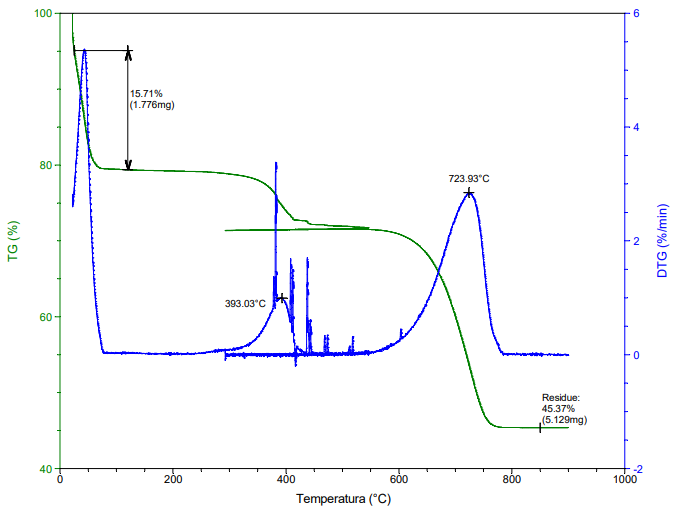 100
80
60
40
TG (%)
15.71%
(1.776mg)
393.03°C
723.93°C
Residue:
45.37%
(5.129mg)
6
4
2
0
-2
DTG (%/min)
0
200
400
600
800
1000
Temperatura (°C)